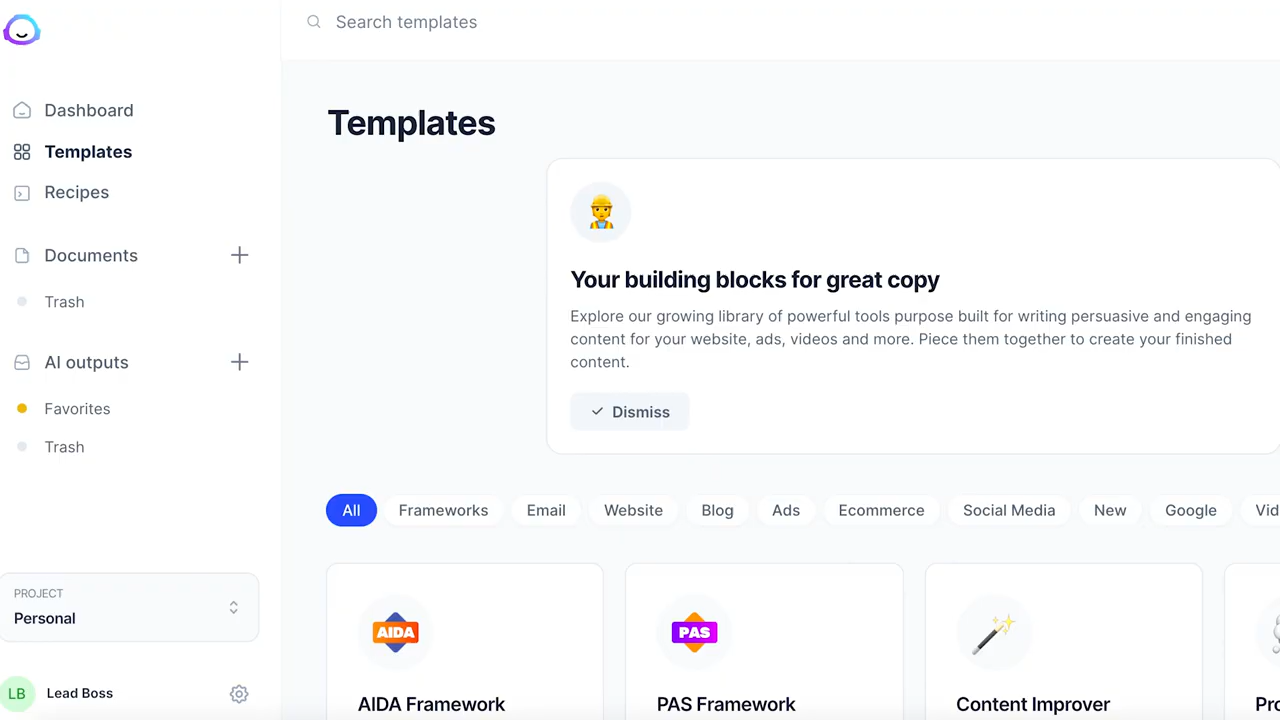 Search templates
Dashboard
Templates
Recipes
Documents
Trash
AI outputs
Favorites
Trash
PROJECT
Personal
LB
Lead Boss
Templates
Your building blocks for great copy
Explore our growing library of powerful tools purpose built for writing persuasive and engaging
content for your website, ads, videos and more. Piece them together to create your finished
content.
Dismiss
All Frameworks Email Website Blog Ads Ecommerce Social Media New Google
AIDA
PAS
AIDA Framework
PAS Framework
Content Improver